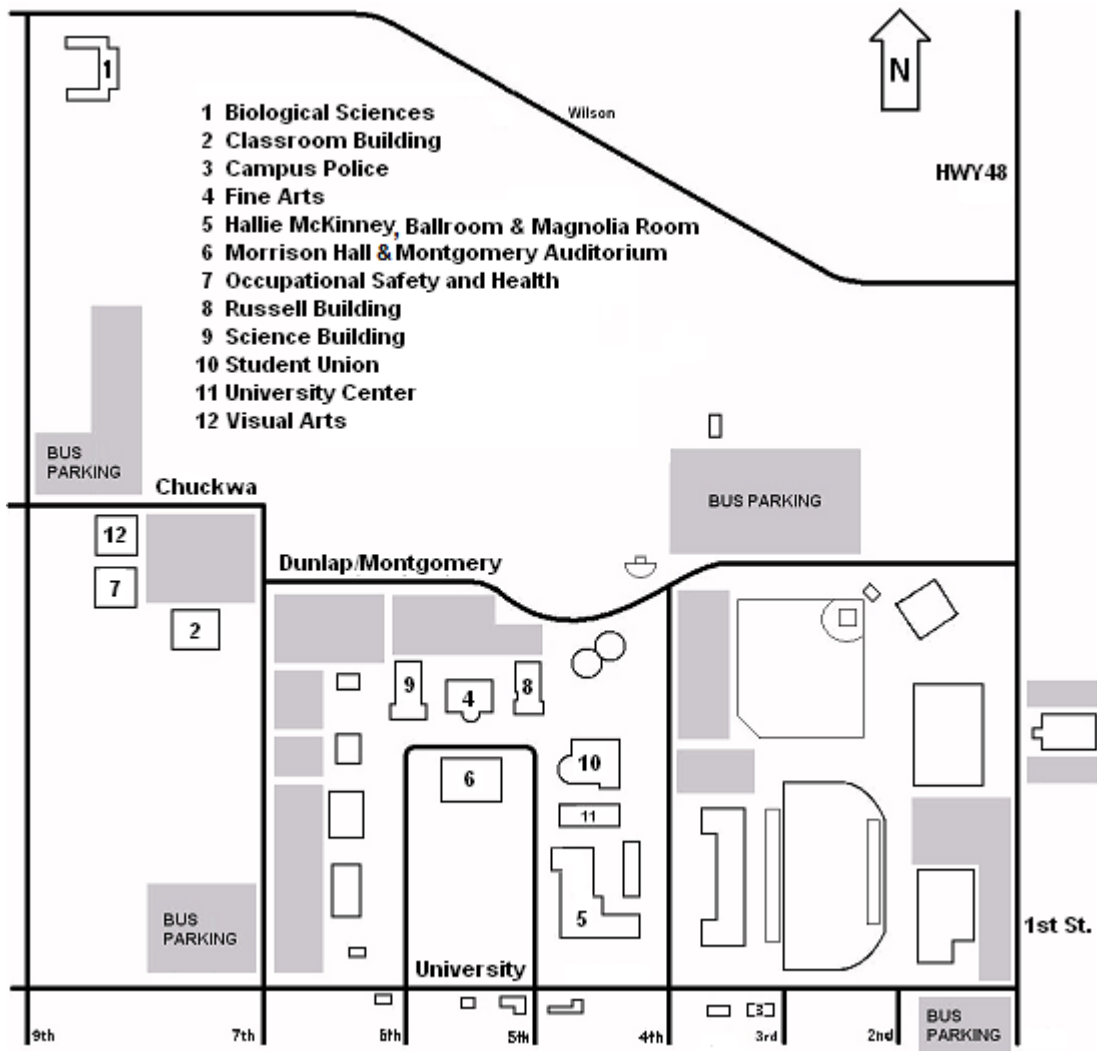 1
N
Wilson
HWY48
1 Biological Sciences
2 Classroom Building
3 Campus Police
4 Fine Arts
5 Hallie McKinney, Ballroom & Magnolia Room
6 Morrison Hall & Montgomery Auditorium
7 Occupational Safety and Health
8 Russell Building
9 Science Building
10 Student Union
11 University Center
12 Visual Arts
BUS
PARKING
Chuckwa
BUS PARKING
12
Dunlap/Montgomery
7
2
9
4
8
10
6
11
5
BUS
PARKING
1st St.
University
3
BUS
PARKING
9th
7th
6th
5th
4th
3rd
2nd